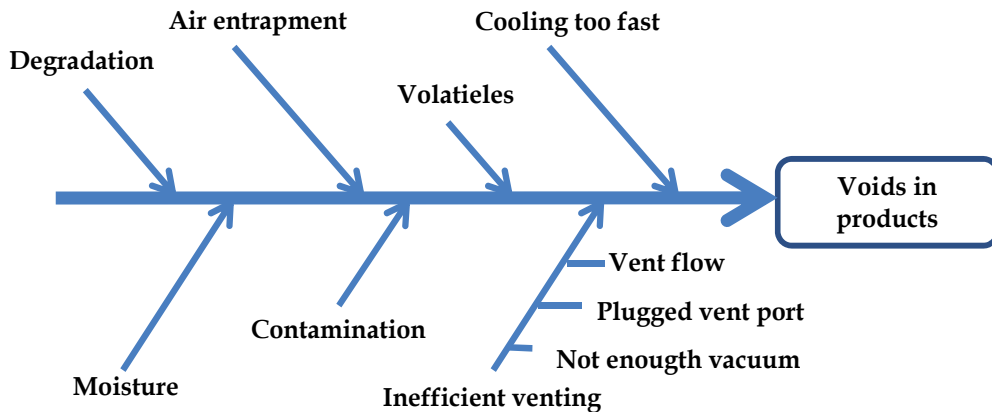 Air entrapment
Cooling too fast
Degradation
Volatieles
Voids in
products
Vent flow
Plugged vent port
Contamination
Not enougth vacuum
Moisture
Inefficient venting